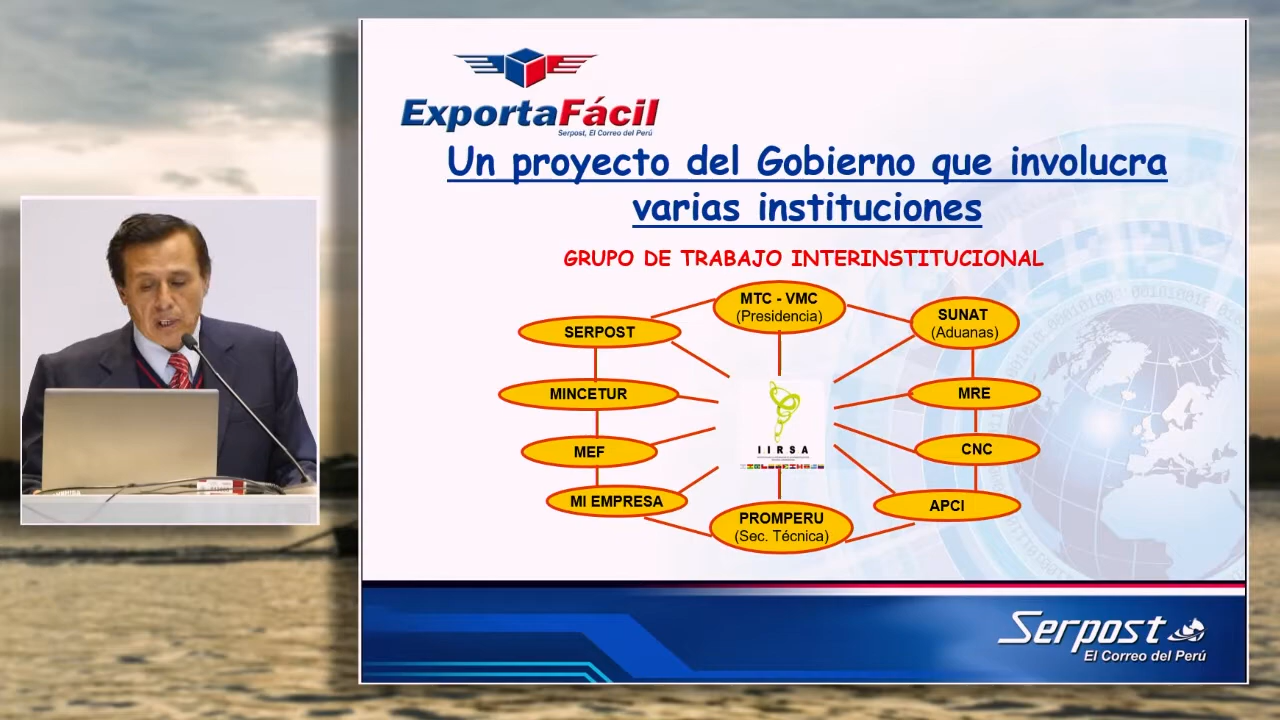 ExportaFácil
Serpost, El Correo del Perú
Un proyecto del Gobierno que involucra
varias instituciones
GRUPO DE TRABAJO INTERINSTITUCIONAL
MTC - VMC
(Presidencia)
SERPOST
SUNAT
(Aduanas)
MINCETUR
MRE
MEF
IIRSA
CNC
MI EMPRESA
APCI
PROMPERU
(Sec. Técnica)
Serpost
El Correo del Perú